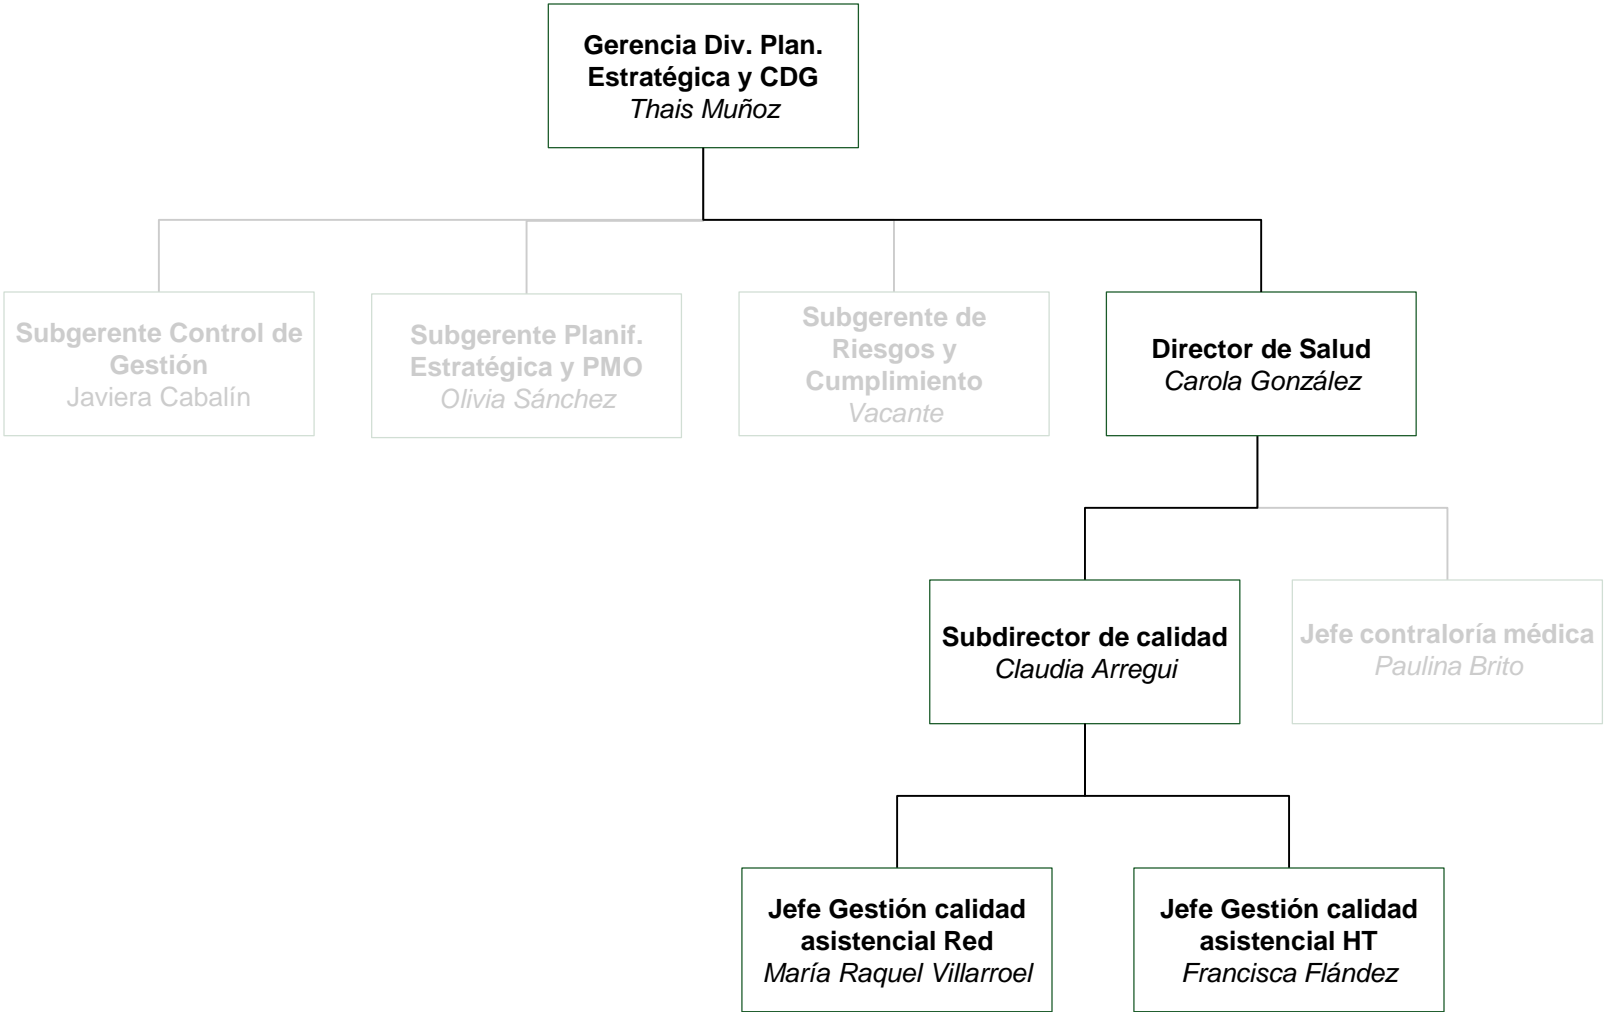 Gerencia Div. Plan.
Estratégica y CDG
Thais Muñoz
Subgerente Control de
Gestión
Javiera Cabalín
Subgerente Planif.
Estratégica y PMO
Olivia Sánchez
Subgerente de
Riesgos y
Cumplimiento
Vacante
Director de Salud
Carola González
Subdirector de calidad
Claudia Arregui
Jefe contraloría médica
Paulina Brito
Jefe Gestión calidad
asistencial Red
María Raquel Villarroel
Jefe Gestión calidad
asistencial HT
Francisca Flández